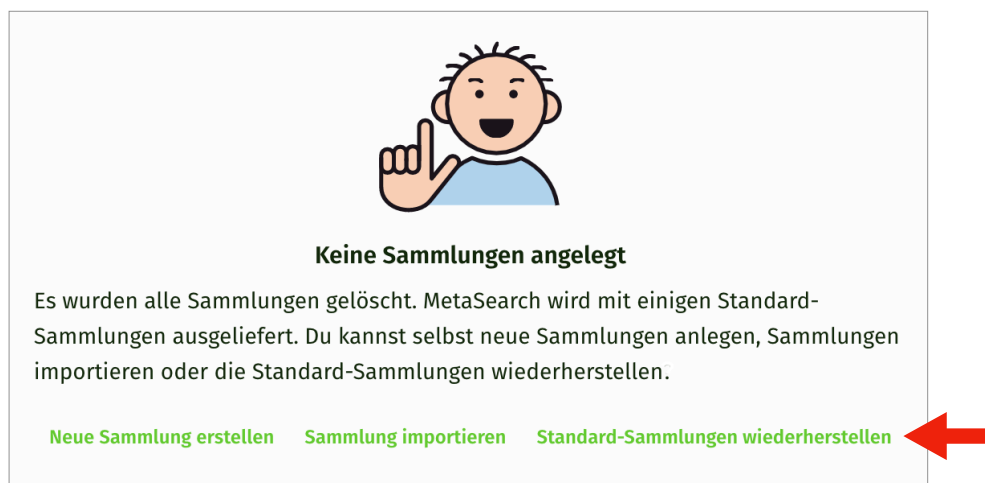 Keine Sammlungen angelegt
Es wurden alle Sammlungen gelöscht. MetaSearch wird mit einigen Standard-
Sammlungen ausgeliefert. Du kannst selbst neue Sammlungen anlegen, Sammlungen
importieren oder die Standard-Sammlungen wiederherstellen.
Neue Sammlung erstellen Sammlung importieren Standard-Sammlungen wiederherstellen